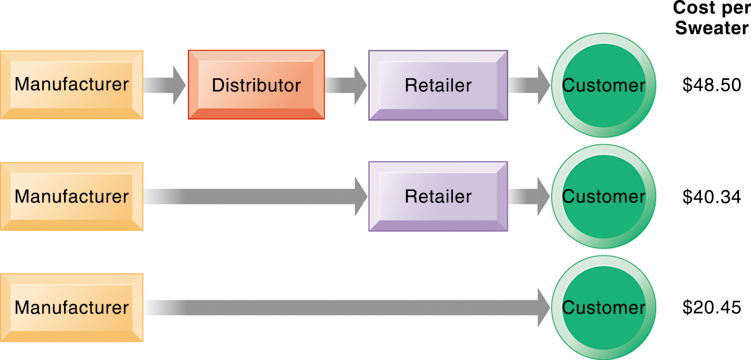 Cost per
Sweater
Manufacturer
Distributor
Retailer
Customer
$48.50
Manufacturer
Retailer
Customer
$40.34
Manufacturer
Customer
$20.45